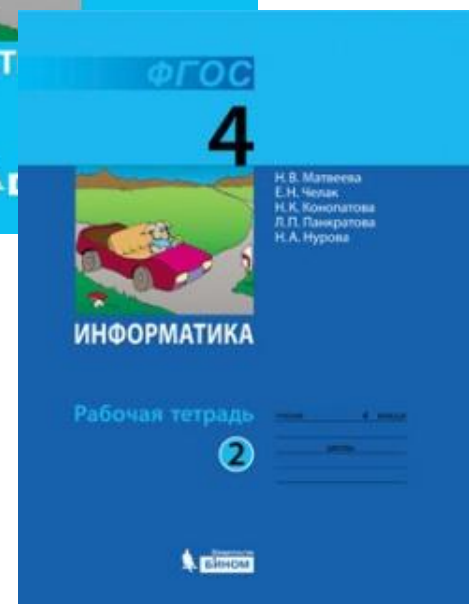 ФГОС
4
Н.В. Матвеева
Е.Н. Челак
Н.К. Конопатова
Л.П. Панкратова
Н.А. Нурова
ИНФОРМАТИКА
Рабочая тетрадь
2
БИНОМ